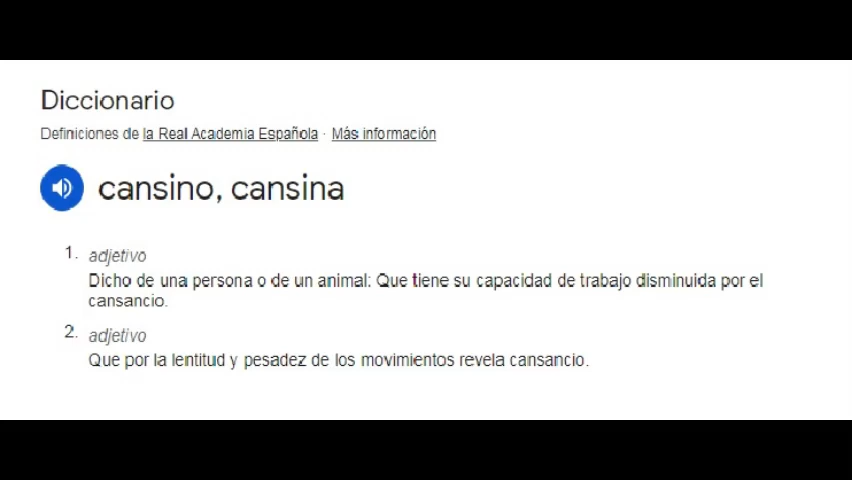 Diccionario
Definiciones de la Real Academia Española · Más información
cansino, cansina
1. adjetivo
Dicho de una persona o de un animal: Que tiene su capacidad de trabajo disminuida por el
cansancio.
2. adjetivo
Que por la lentitud y pesadez de los movimientos revela cansancio.